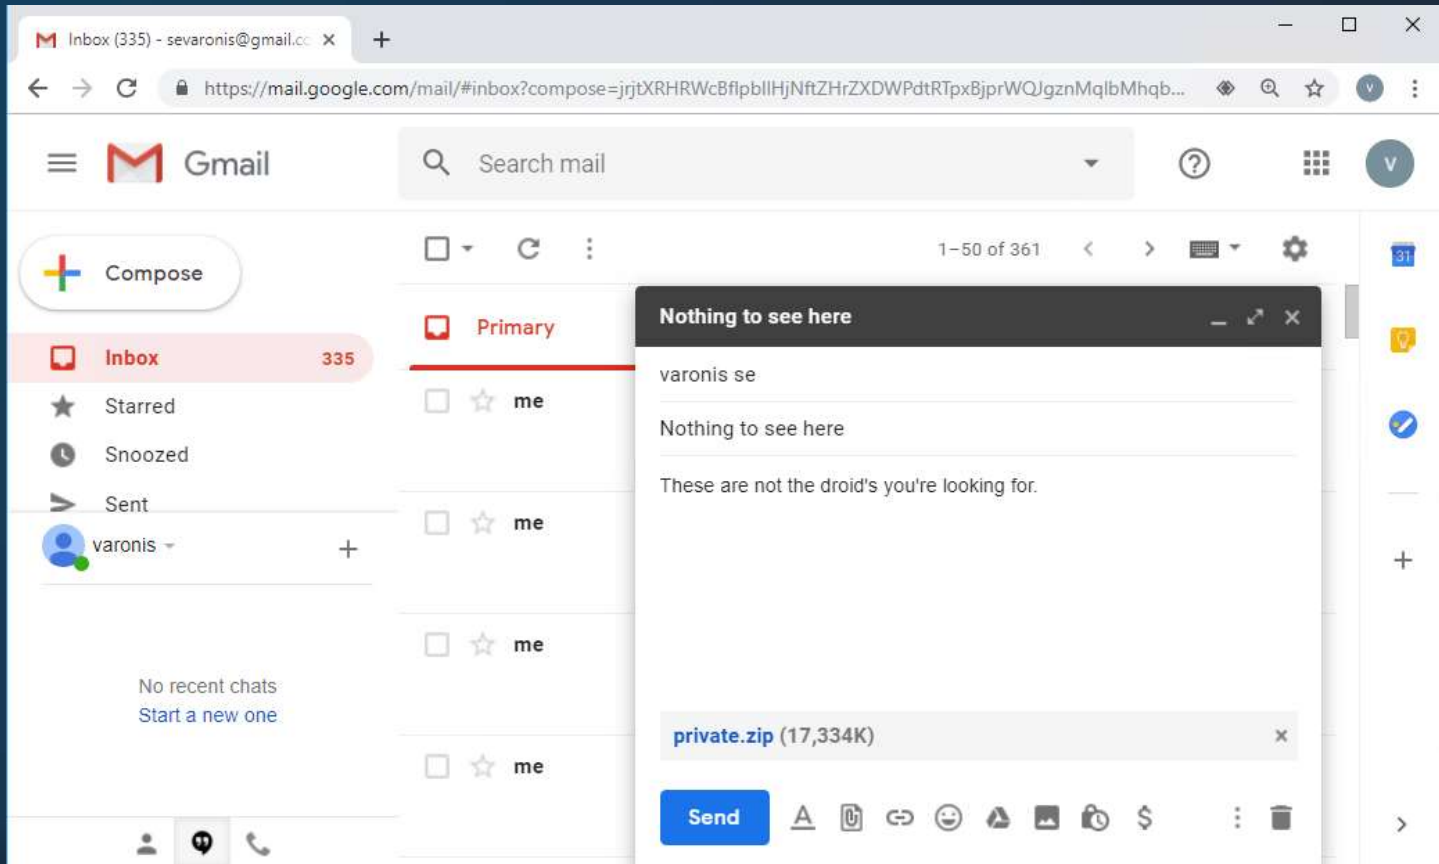 Inbox (335) - sevaronis@gmail.cc
https://mail.google.com/mail/#inbox?compose=jrjtXRHRWcBflpbllHjNftZHrZXDWPdtRTpxBjprWQJgznMqlbMhqb...
V
Gmail
Search mail
V
Compose
1–50 of 361
31
Primary
Inbox 335
Starred
Snoozed
Sent
varonis
No recent chats
Start a new one
me
me
me
me
Nothing to see here
varonis se
Nothing to see here
These are not the droid's you're looking for.
private.zip (17,334K)
Send